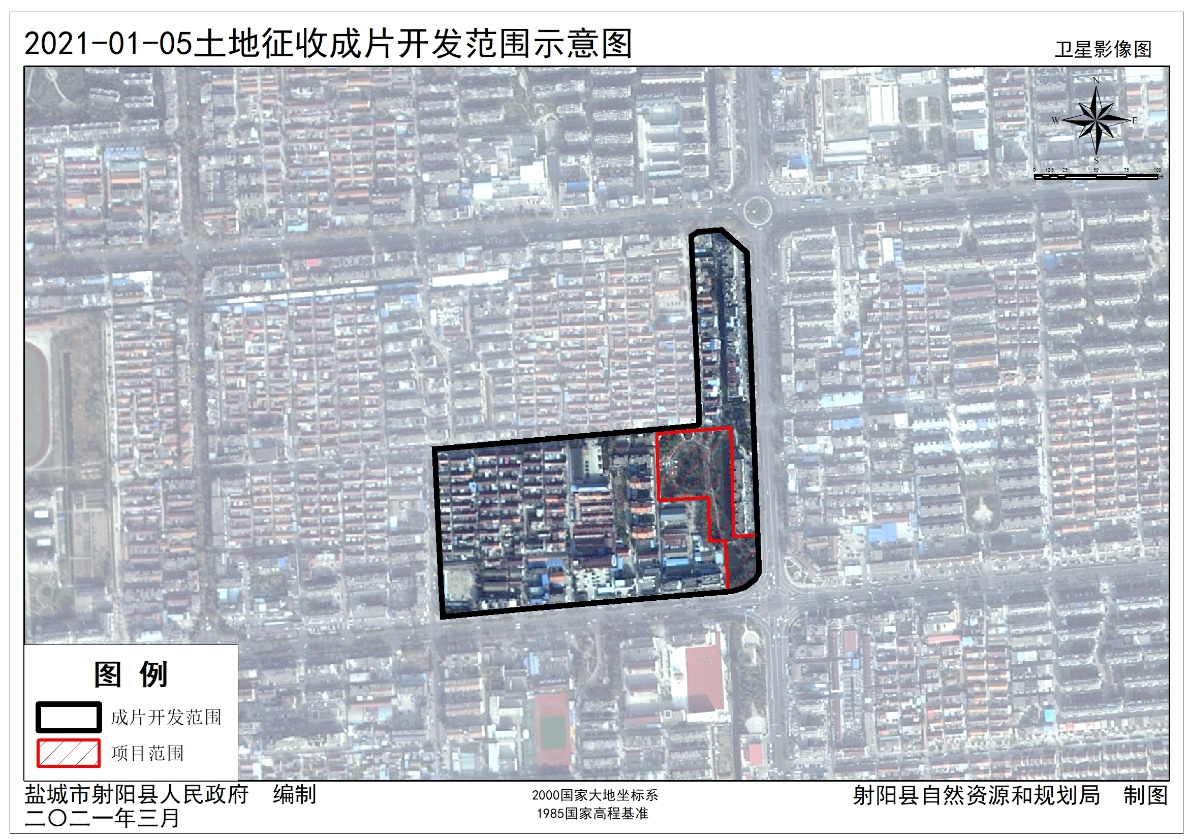 2021-01-05土地征收成片开发范围示意图
卫星影像图
N
W
E
S
图 例
成片开发范围
项目范围
盐城市射阳县人民政府 编制
二〇二一年三月
2000国家大地坐标系
1985国家高程基准
射阳县自然资源和规划局 制图